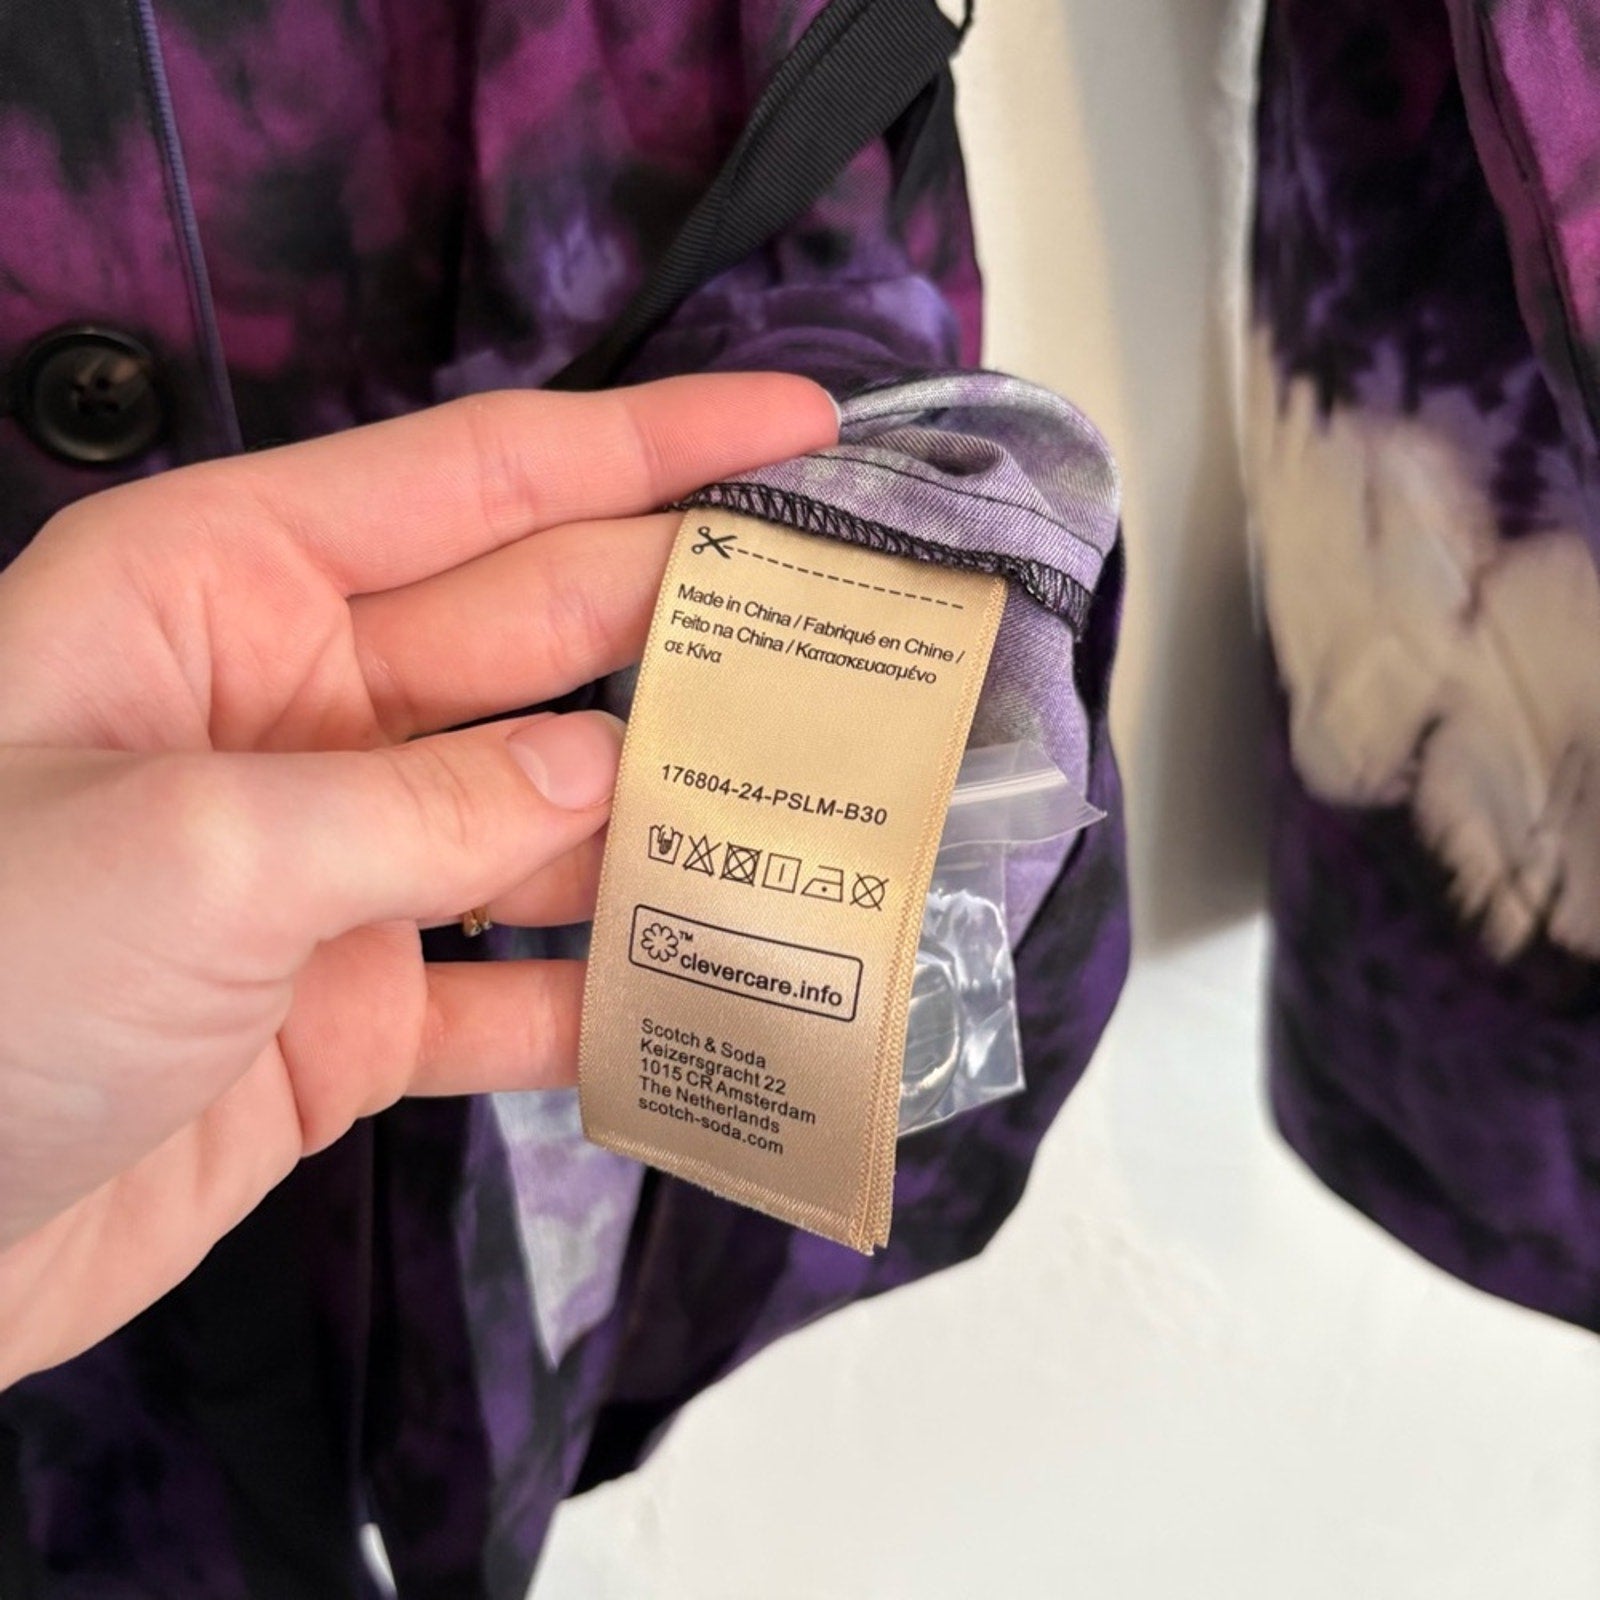 Made in China / Fabriqué en Chine /
Feito na China / Κατασκευασμένο
σε Κίνα
176804-24-PSLM-B30
™
clevercare.info
Scotch & Soda
Keizersgracht 22
1015 CR Amsterdam
The Netherlands
scotch-soda.com